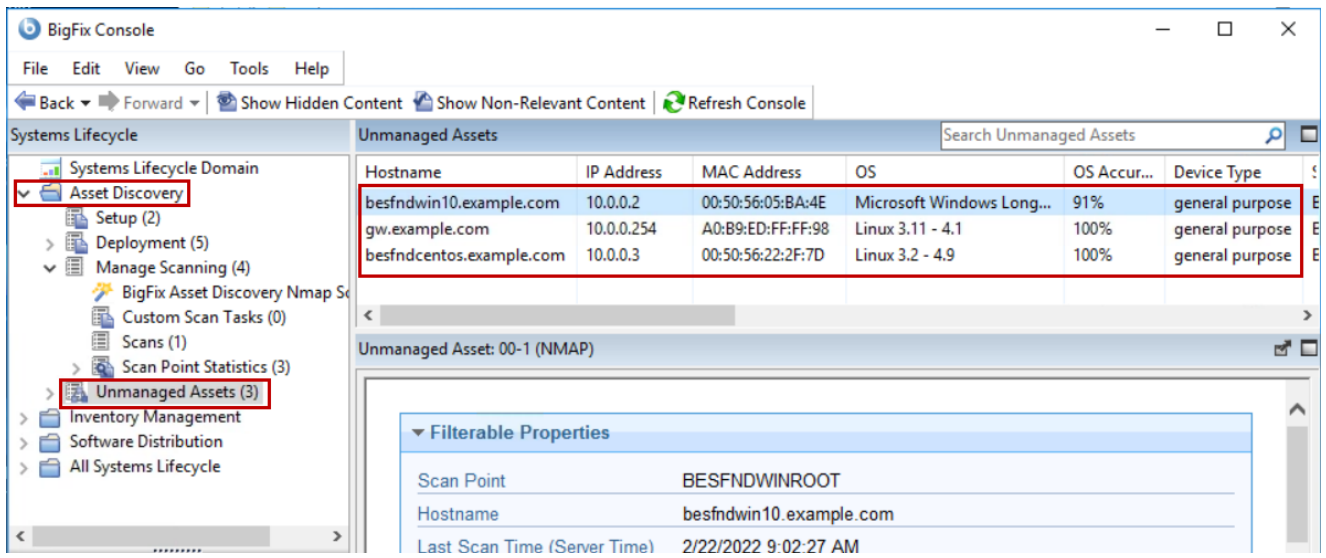 BigFix Console
File Edit View Go Tools Help
Back Forward Show Hidden Content Show Non-Relevant Content Refresh Console
Systems Lifecycle
Systems Lifecycle Domain
Asset Discovery
Setup (2)
Deployment (5)
Manage Scanning (4)
BigFix Asset Discovery Nmap
Custom Scan Tasks (0)
Scans (1)
Scan Point Statistics (3)
Unmanaged Assets (3)
Inventory Management
Software Distribution
All Systems Lifecycle
Unmanaged Assets Search Unmanaged Assets
Hostname IP Address MAC Address OS OS Accur... Device Type
besfndwin10.example.com 10.0.0.2 00:50:56:05:BA:4E Microsoft Windows Long... 91% general purpose
gw.example.com 10.0.0.254 A0:B9:ED:FF:FF:98 Linux 3.11 - 4.1 100% general purpose
besfndcentos.example.com 10.0.0.3 00:50:56:22:2F:7D Linux 3.2 - 4.9 100% general purpose
Unmanaged Asset: 00-1 (NMAP)
Filterable Properties
Scan Point BESFNDWINROOT
Hostname besfndwin10.example.com
Last Scan Time (Server Time) 2/22/2022 9:02:27 AM